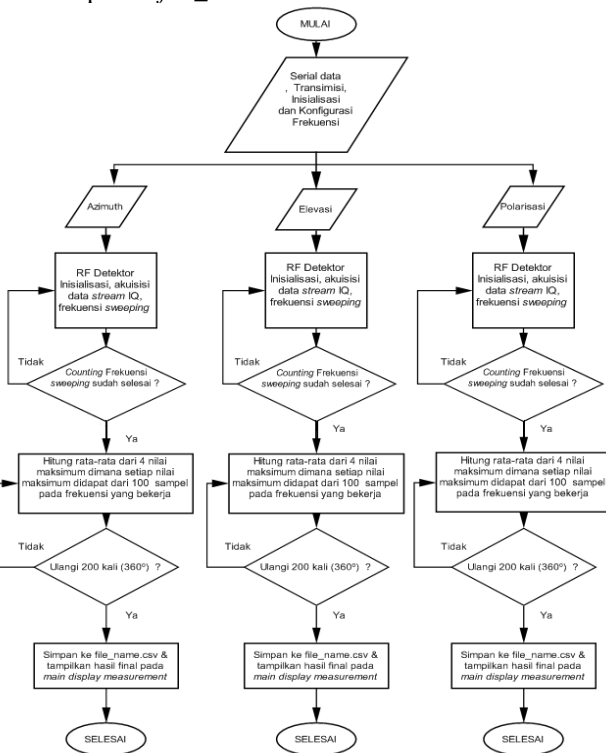 MULAI
Serial data
, Transimisi,
Inisialisasi
dan Konfigurasi
Frekuensi
Azimuth
RF Detektor
Inisialisasi, akuisisi
data stream IQ,
frekuensi sweeping
Tidak
Counting Frekuensi
sweeping sudah selesai ?
Ya
Hitung rata-rata dari 4 nilai
maksimum dimana setiap nilai
maksimum didapat dari 100 sampel
pada frekuensi yang bekerja
Tidak
Ulangi 200 kali (360º) ?
Ya
Simpan ke file_name.csv &
tampilkan hasil final pada
main display measurement
SELESAI
Elevasi
RF Detektor
Inisialisasi, akuisisi
data stream IQ,
frekuensi sweeping
Tidak
Counting Frekuensi
sweeping sudah selesai ?
Ya
Hitung rata-rata dari 4 nilai
maksimum dimana setiap nilai
maksimum didapat dari 100 sampel
pada frekuensi yang bekerja
Tidak
Ulangi 200 kali (360º) ?
Ya
Simpan ke file_name.csv &
tampilkan hasil final pada
main display measurement
SELESAI
Polarisasi
RF Detektor
Inisialisasi, akuisisi
data stream IQ,
frekuensi sweeping
Tidak
Counting Frekuensi
sweeping sudah selesai ?
Ya
Hitung rata-rata dari 4 nilai
maksimum dimana setiap nilai
maksimum didapat dari 100 sampel
pada frekuensi yang bekerja
Tidak
Ulangi 200 kali (360º) ?
Ya
Simpan ke file_name.csv &
tampilkan hasil final pada
main display measurement
SELESAI